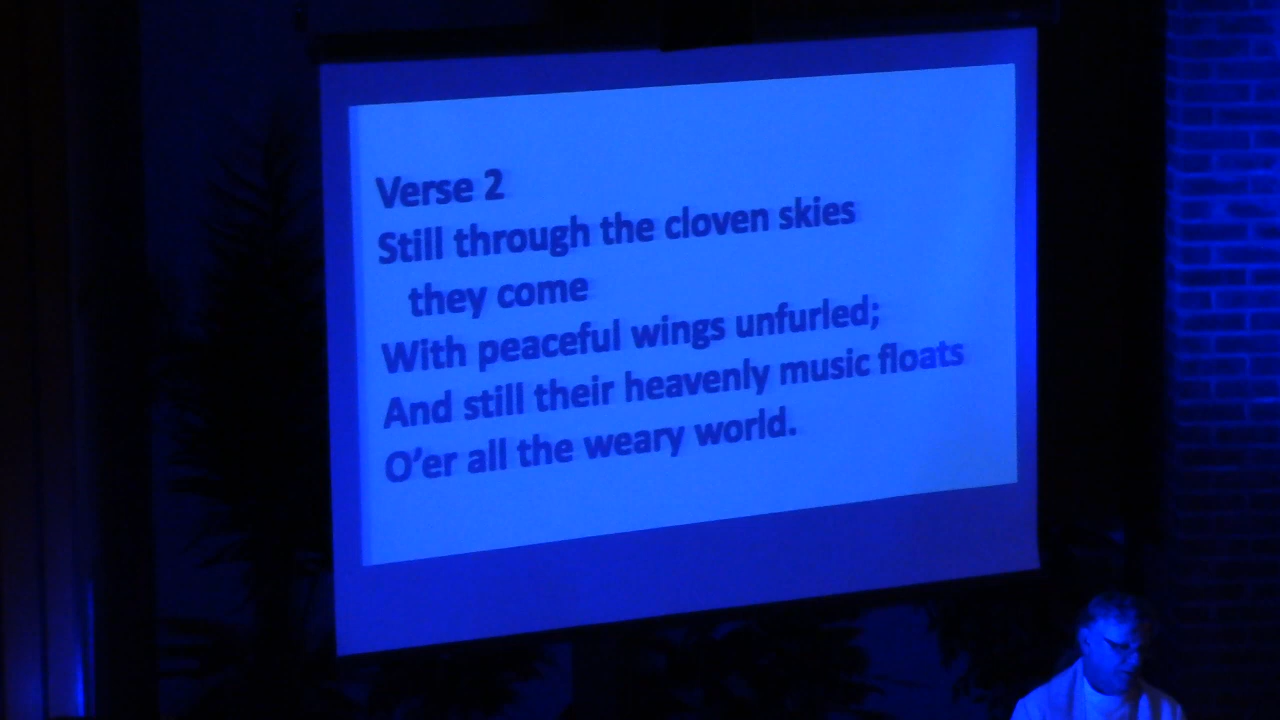 Verse 2
Still through the cloven skies
they come
With peaceful wings unfurled;
And still their heavenly music floats
O'er all the weary world.